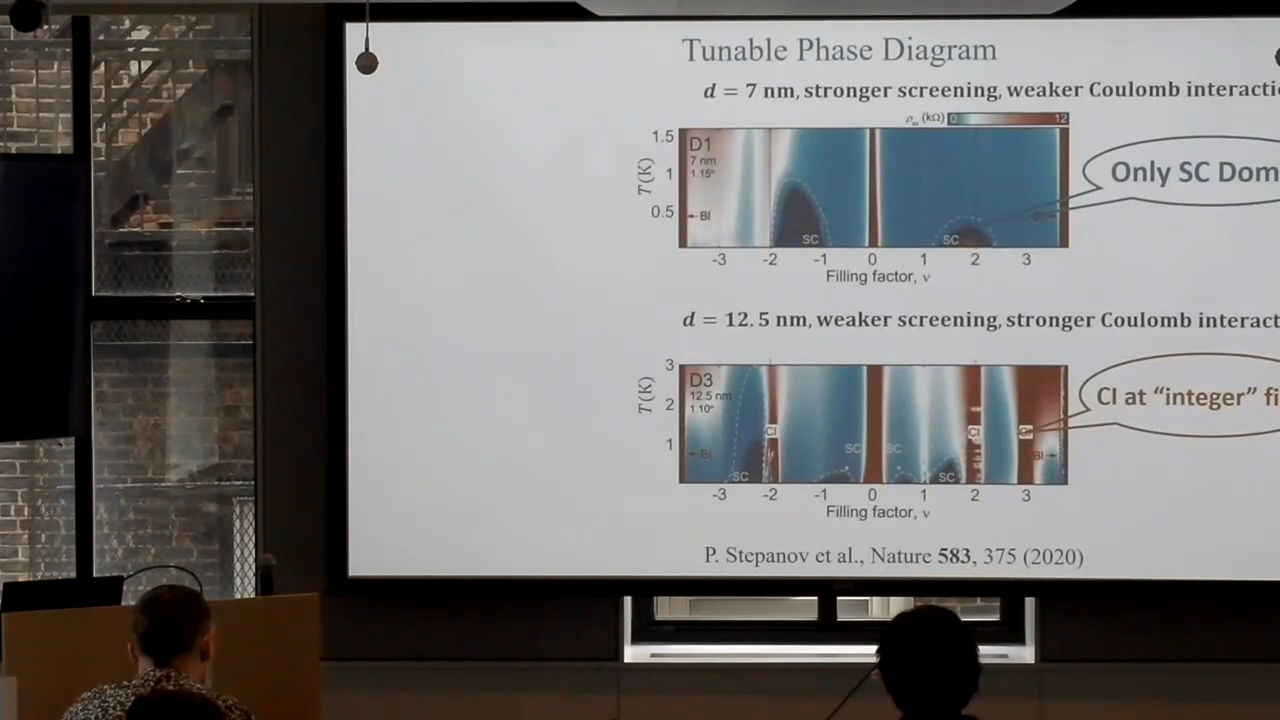 Tunable Phase Diagram
d = 7 nm, stronger screening, weaker Coulomb interacti
ρxx (kΩ) 0 12
Only SC Dom
1.5
1
0.5
T(K)
D1
7 nm
1.15°
BI
SC
SC
-3 -2 -1 0 1 2 3
Filling factor, ν
d = 12.5 nm, weaker screening, stronger Coulomb interact
CI at “integer” fi
3
2
1
T(K)
D3
12.5 nm
1.10°
BI
SC
CI
SC
SC
SC
CI
CI
BI
-3 -2 -1 0 1 2 3
Filling factor, ν
P. Stepanov et al., Nature 583, 375 (2020)